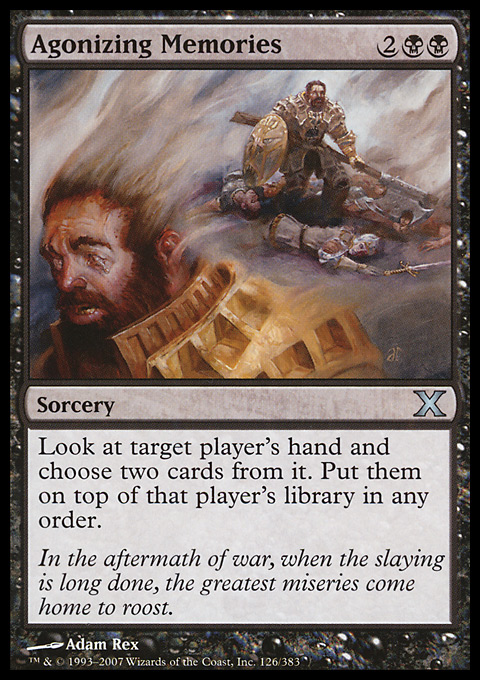 Agonizing Memories 2
Sorcery X
Look at target player's hand and
choose two cards from it. Put them
on top of that player's library in any
order.
In the aftermath of war, when the slaying
is long done, the greatest miseries come
home to roost.
Adam Rex
™ & © 1993–2007 Wizards of the Coast, Inc. 126/383